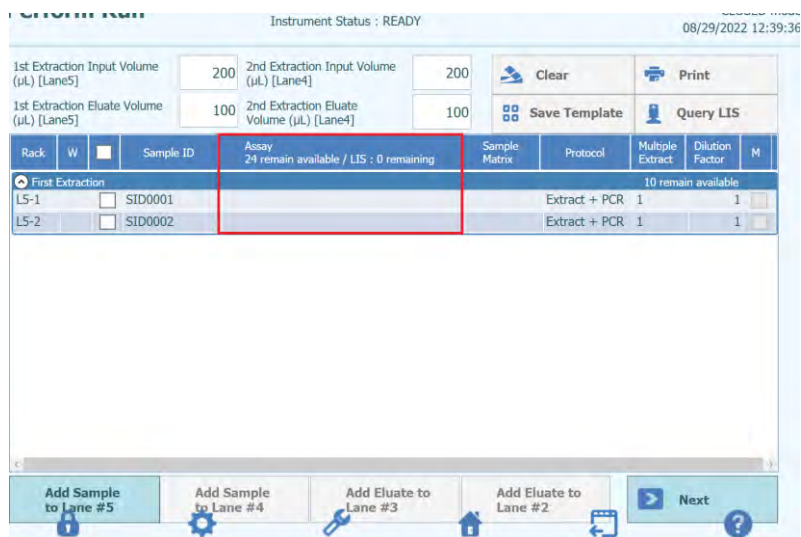 Instrument Status : READY
08/29/2022 12:39:36
1st Extraction Input Volume
(µL) [Lane5]
200
2nd Extraction Input Volume
(µL) [Lane4]
200
Clear
Print
1st Extraction Eluate Volume
(µL) [Lane5]
100
2nd Extraction Eluate
Volume (µL) [Lane4]
100
Save Template
Query LIS
Rack W Sample ID Assay
24 remain available / LIS : 0 remaining
Sample
Matrix
Protocol
Multiple
Extract
Dilution
Factor
M
First Extraction 10 remain available
L5-1 SID0001 Extract + PCR 1 1
L5-2 SID0002 Extract + PCR 1 1
Add Sample
to Lane #5
Add Sample
to Lane #4
Add Eluate to
Lane #3
Add Eluate to
Lane #2
Next
?